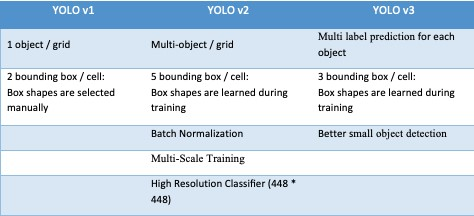 YOLO v1 YOLO v2 YOLO v3
1 object / grid
Multi-object / grid
Multi label prediction for each
object
2 bounding box / cell:
Box shapes are selected
manually
5 bounding box / cell:
Box shapes are learned during
training
3 bounding box / cell:
Box shapes are learned during
training
Batch Normalization
Better small object detection
Multi-Scale Training
High Resolution Classifier (448 *
448)